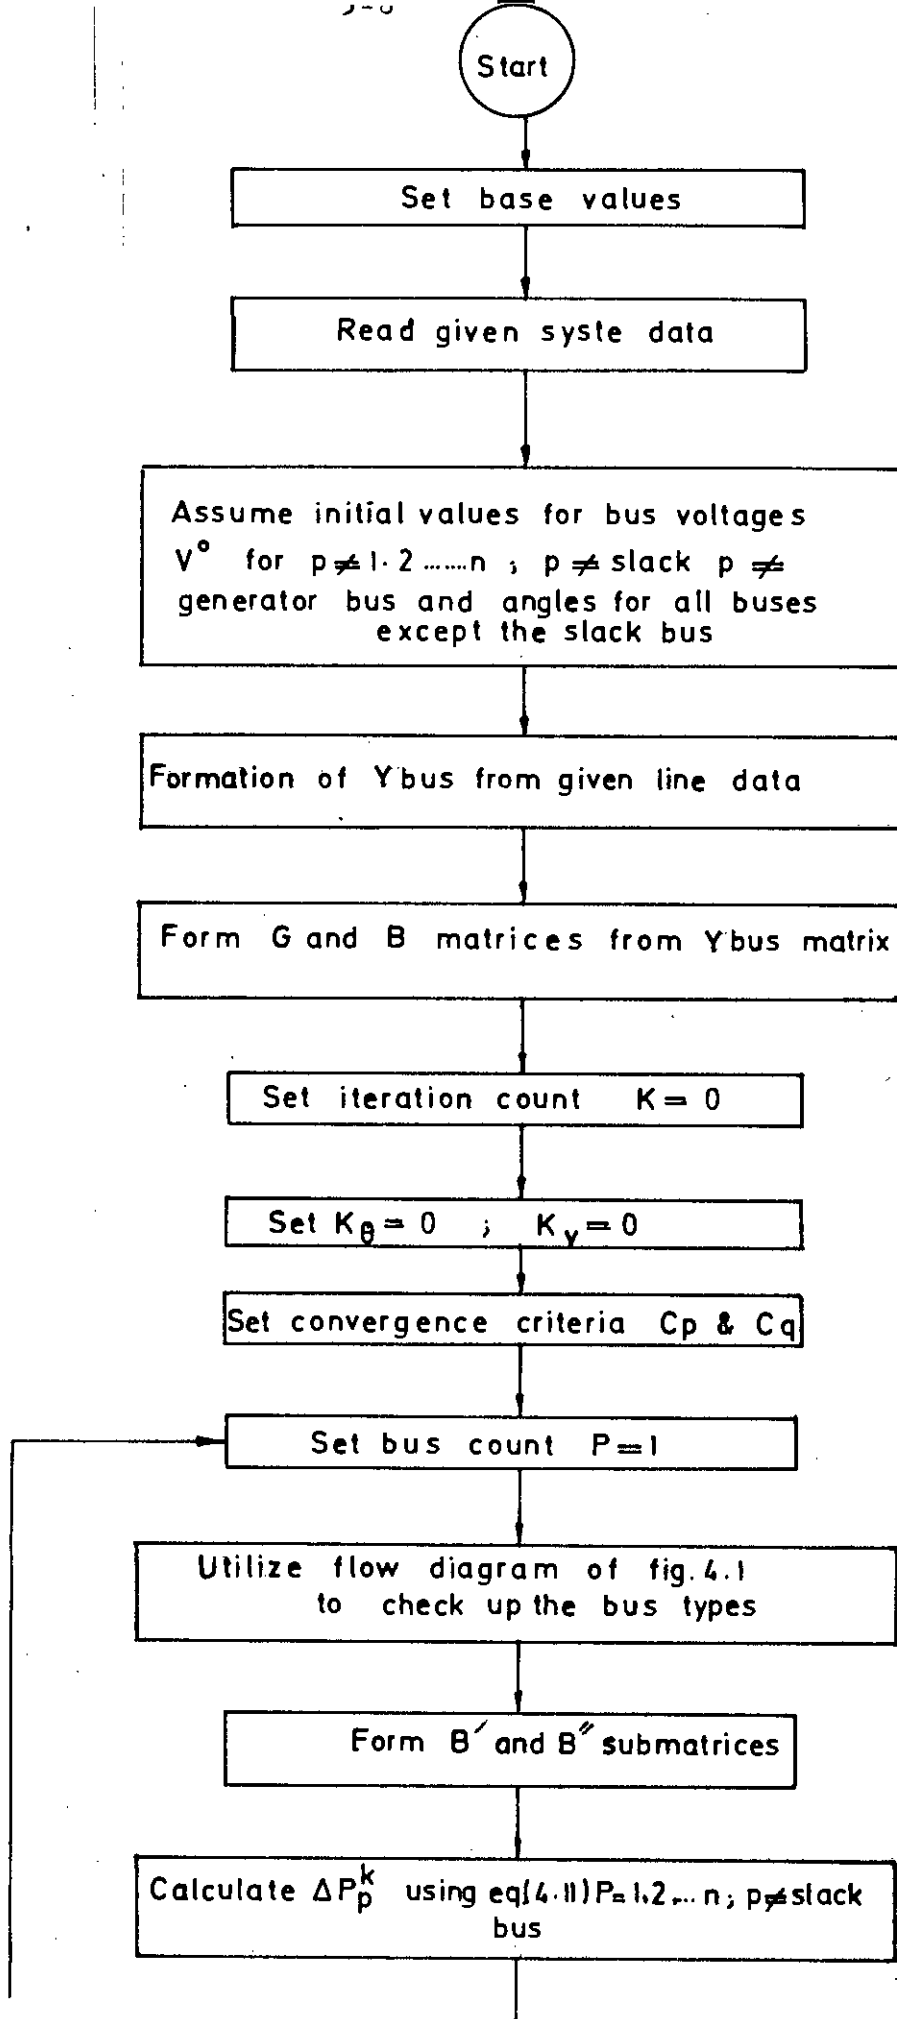 Start
Set base values
Read given syste data
Assume initial values for bus voltages
V° for p≠1.2.......n ; p≠slack p≠
generator bus and angles for all buses
except the slack bus
Formation of Ybus from given line data
Form G and B matrices from Ybus matrix
Set iteration count K=0
Set Kθ=0 ; Kv=0
Set convergence criteria Cp & Cq
Set bus count P=1
Utilize flow diagram of fig.4.1
to check up the bus types
Form B′ and B″ submatrices
Calculate ΔP_p^k using eq(4.11)P=1.2,...n; p≠slack
bus